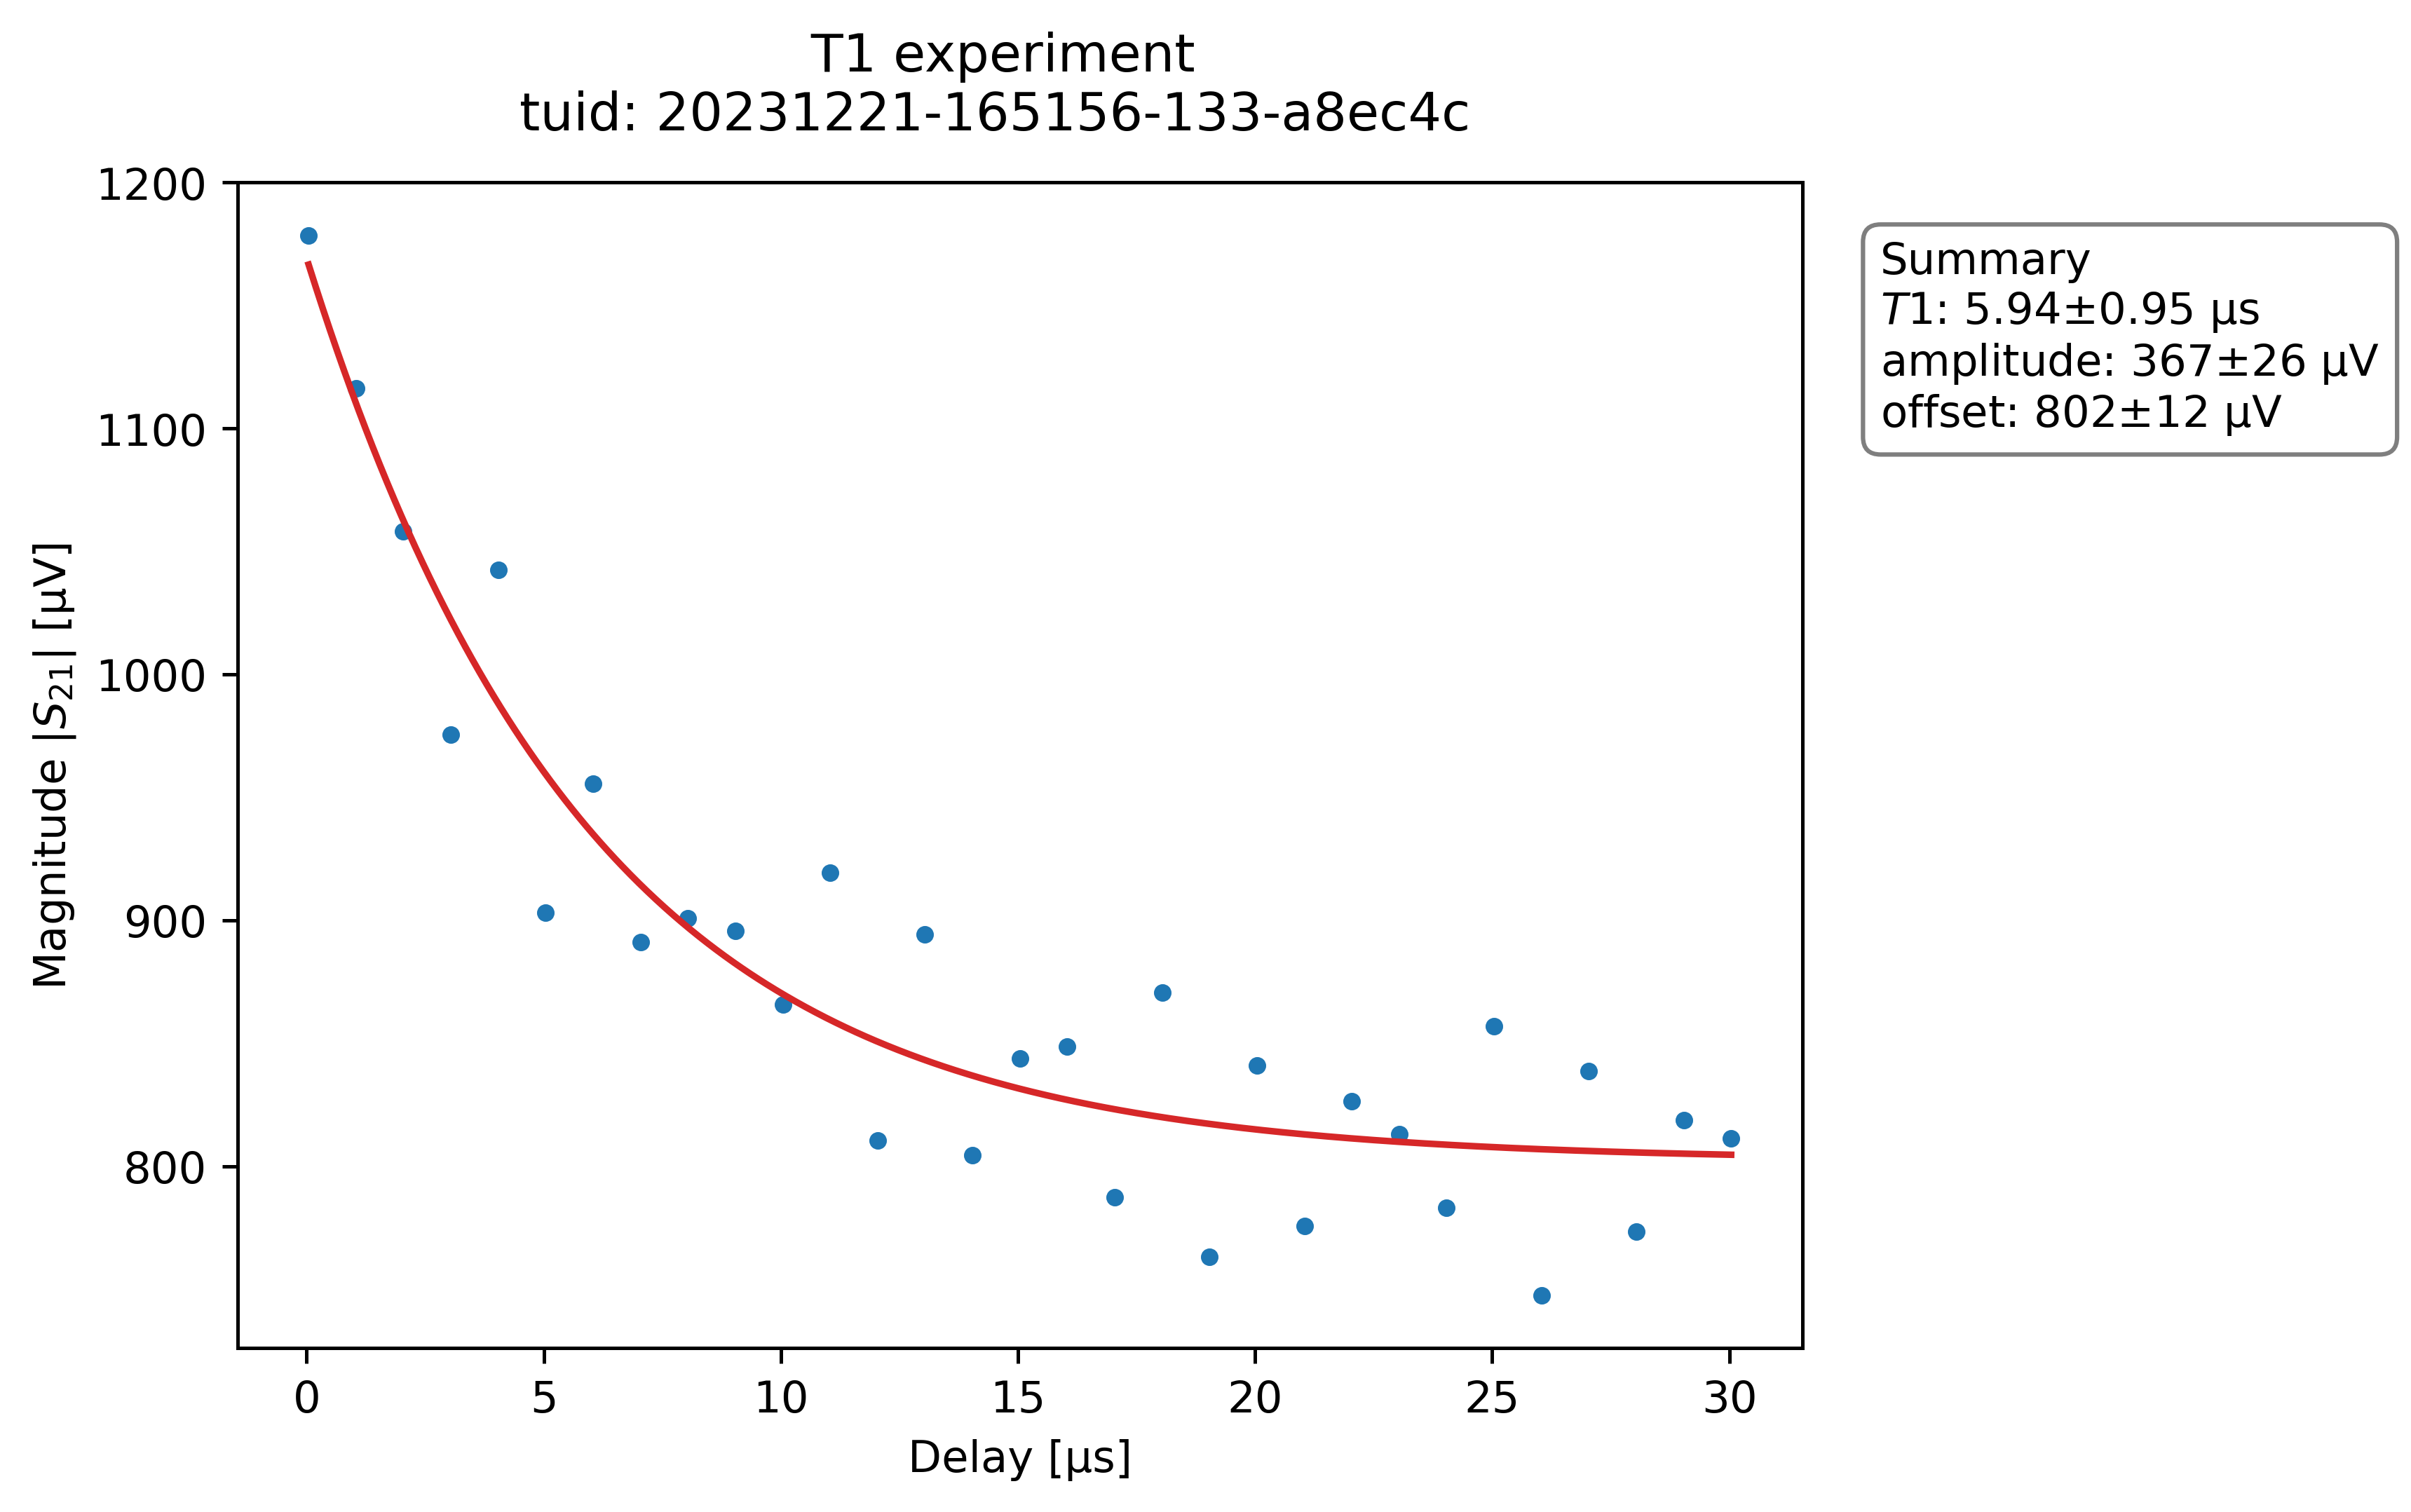 T1 experiment
tuid: 20231221-165156-133-a8ec4c
Magnitude |S₂₁| [µV]
1200
1100
1000
900
800
0 5 10 15 20 25 30
Delay [µs]
Summary
T1: 5.94±0.95 µs
amplitude: 367±26 µV
offset: 802±12 µV